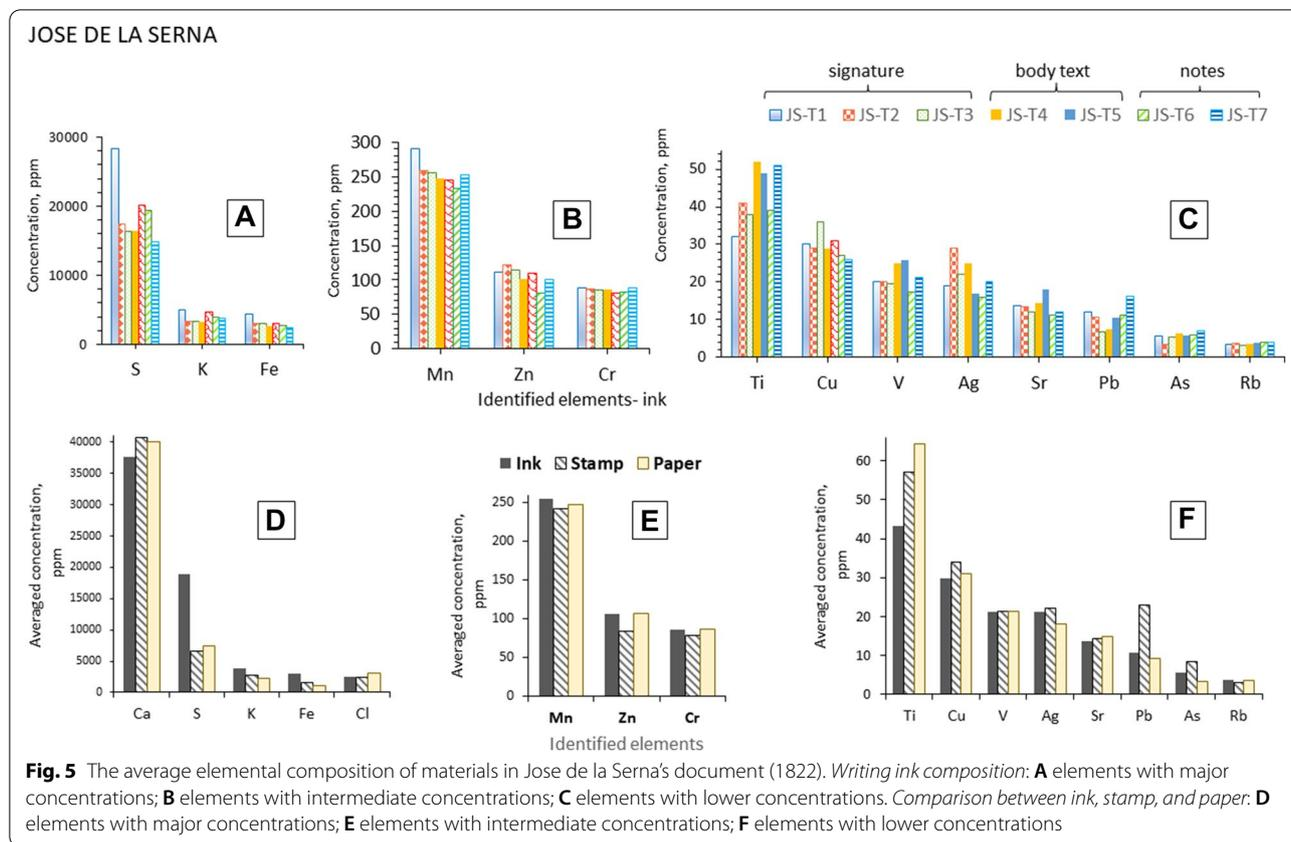 JOSE DE LA SERNA
signature body text notes
JS-T1 JS-T2 JS-T3 JS-T4 JS-T5 JS-T6 JS-T7
Concentration, ppm
30000
20000
10000
0
A
S K Fe
Concentration, ppm
300
250
200
150
100
50
0
B
Mn Zn Cr
Identified elements- ink
Concentration, ppm
50
40
30
20
10
0
C
Ti Cu V Ag Sr Pb As Rb
Averaged concentration,
ppm
40000
35000
30000
25000
20000
15000
10000
5000
0
D
Ca S K Fe Cl
Ink Stamp Paper
Averaged concentration,
ppm
250
200
150
100
50
0
E
Mn Zn Cr
Identified elements
Averaged concentration,
ppm
60
50
40
30
20
10
0
F
Ti Cu V Ag Sr Pb As Rb
Fig. 5 The average elemental composition of materials in Jose de la Serna's document (1822). Writing ink composition: A elements with major
concentrations; B elements with intermediate concentrations; C elements with lower concentrations. Comparison between ink, stamp, and paper: D
elements with major concentrations; E elements with intermediate concentrations; F elements with lower concentrations